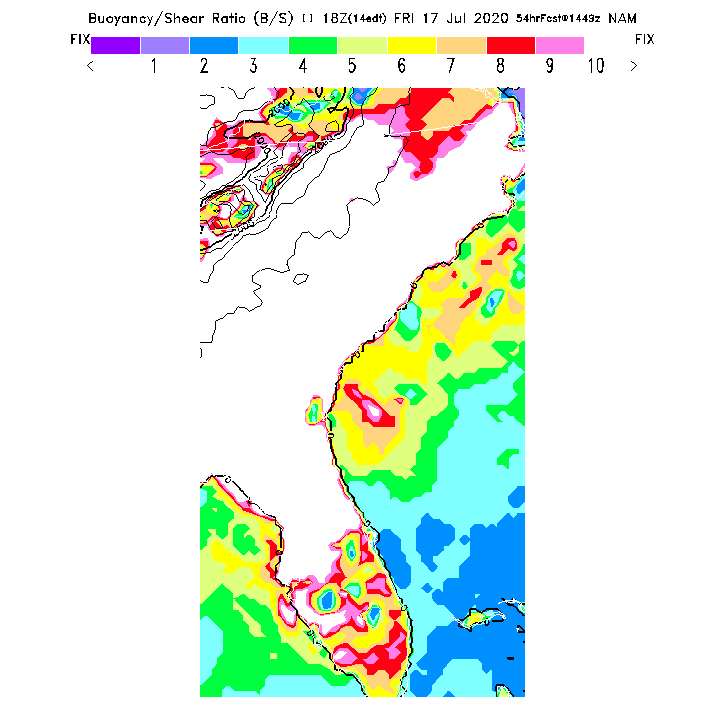 Buoyancy/Shear Ratio (B/S) [] 18Z(14edt) FRI 17 Jul 2020 54hrFcst@1449z NAM
FIX FIX
< 1 2 3 4 5 6 7 8 9 10 >